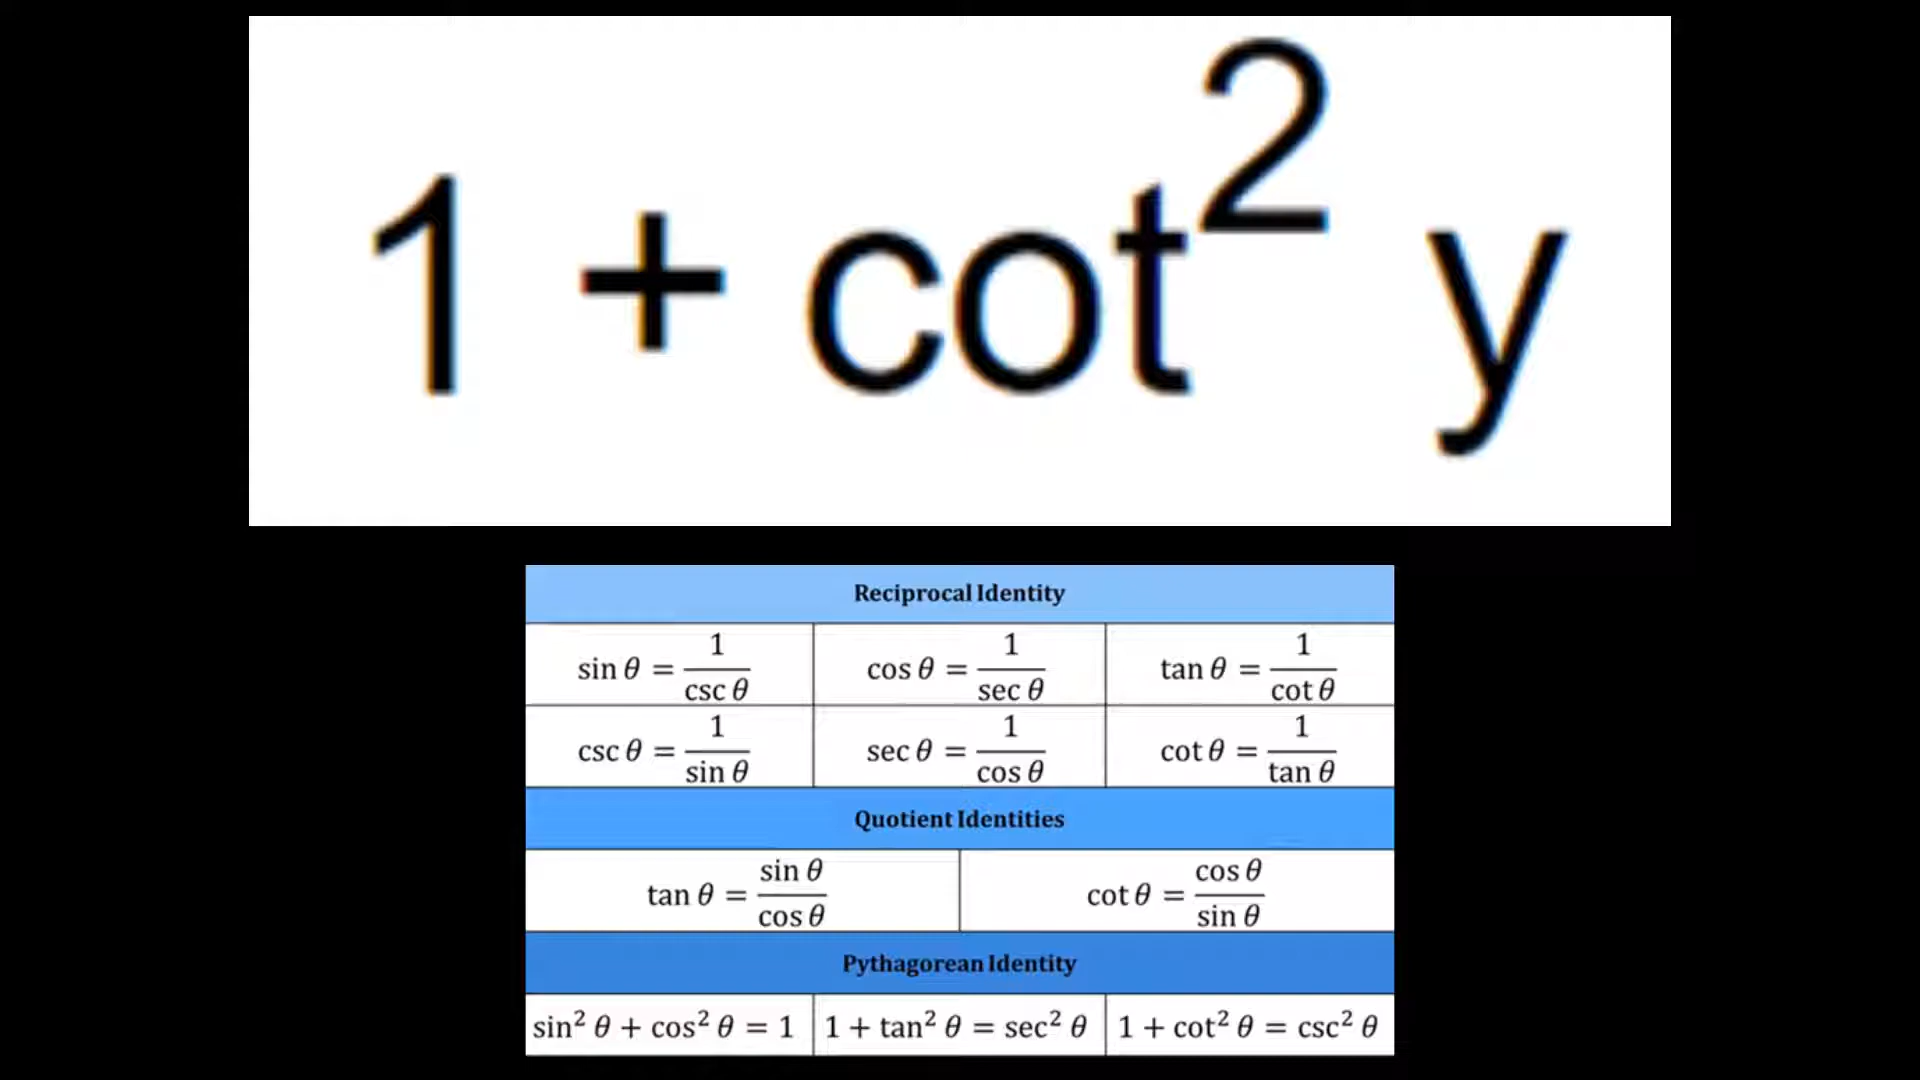 1 + cot² y
Reciprocal Identity
sin θ = 1/csc θ    cos θ = 1/sec θ    tan θ = 1/cot θ
csc θ = 1/sin θ    sec θ = 1/cos θ    cot θ = 1/tan θ
Quotient Identities
tan θ = sin θ/cos θ    cot θ = cos θ/sin θ
Pythagorean Identity
sin² θ + cos² θ = 1    1 + tan² θ = sec² θ    1 + cot² θ = csc² θ